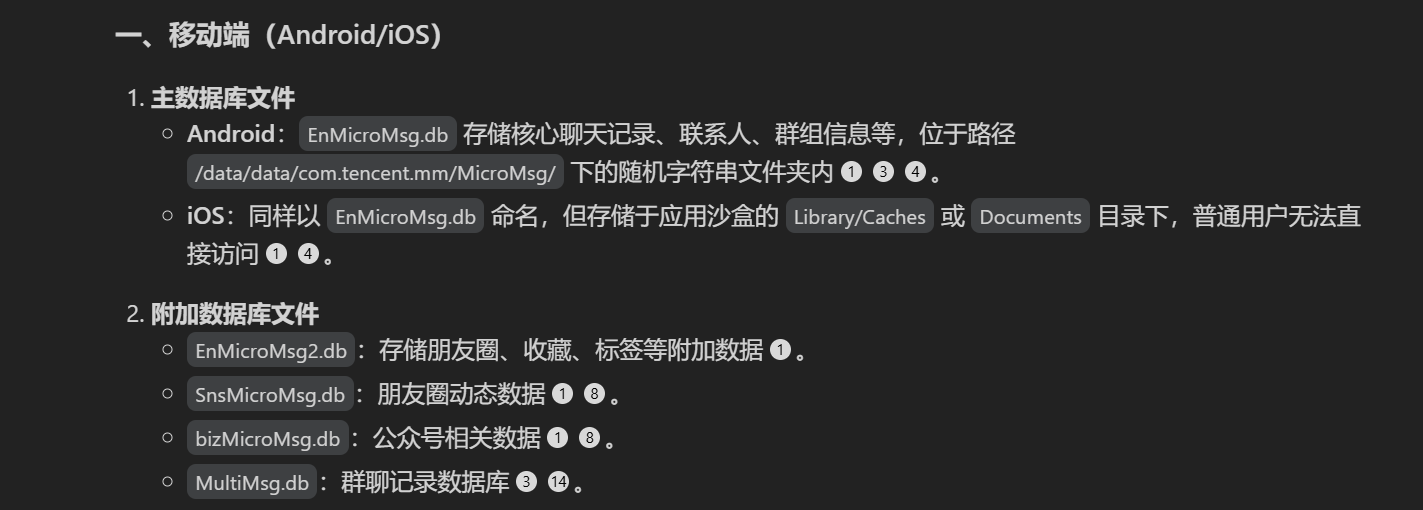 一、移动端（Android/iOS）
1. 主数据库文件
○ Android：EnMicroMsg.db 存储核心聊天记录、联系人、群组信息等，位于路径
/data/data/com.tencent.mm/MicroMsg/ 下的随机字符串文件夹内 1 3 4 。
○ iOS：同样以 EnMicroMsg.db 命名，但存储于应用沙盒的 Library/Caches 或 Documents 目录下，普通用户无法直
接访问 1 4 。
2. 附加数据库文件
○ EnMicroMsg2.db ：存储朋友圈、收藏、标签等附加数据 1 。
○ SnsMicroMsg.db ：朋友圈动态数据 1 8 。
○ bizMicroMsg.db ：公众号相关数据 1 8 。
○ MultiMsg.db ：群聊记录数据库 3 14 。